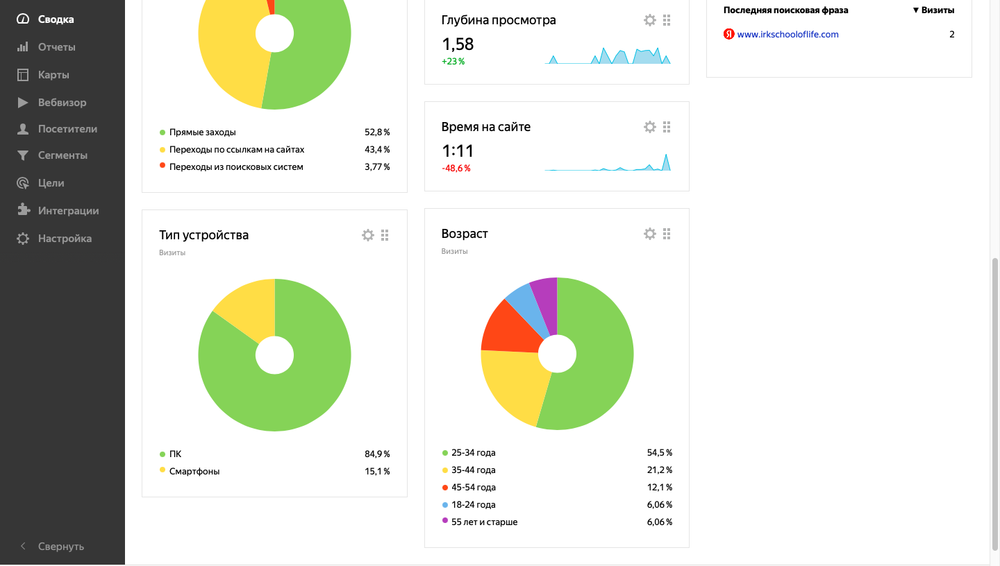 Сводка
Отчеты
Карты
Вебвизор
Посетители
Сегменты
Цели
Интеграции
Настройка
Свернуть
Прямые заходы 52,8 %
Переходы по ссылкам на сайтах 43,4 %
Переходы из поисковых систем 3,77 %
Тип устройства
Визиты
ПК 84,9 %
Смартфоны 15,1 %
Глубина просмотра
1,58
+23 %
Время на сайте
1:11
-48,6 %
Возраст
Визиты
25-34 года 54,5 %
35-44 года 21,2 %
45-54 года 12,1 %
18-24 года 6,06 %
55 лет и старше 6,06 %
Последняя поисковая фраза ▼ Визиты
Я www.irkschooloflife.com 2